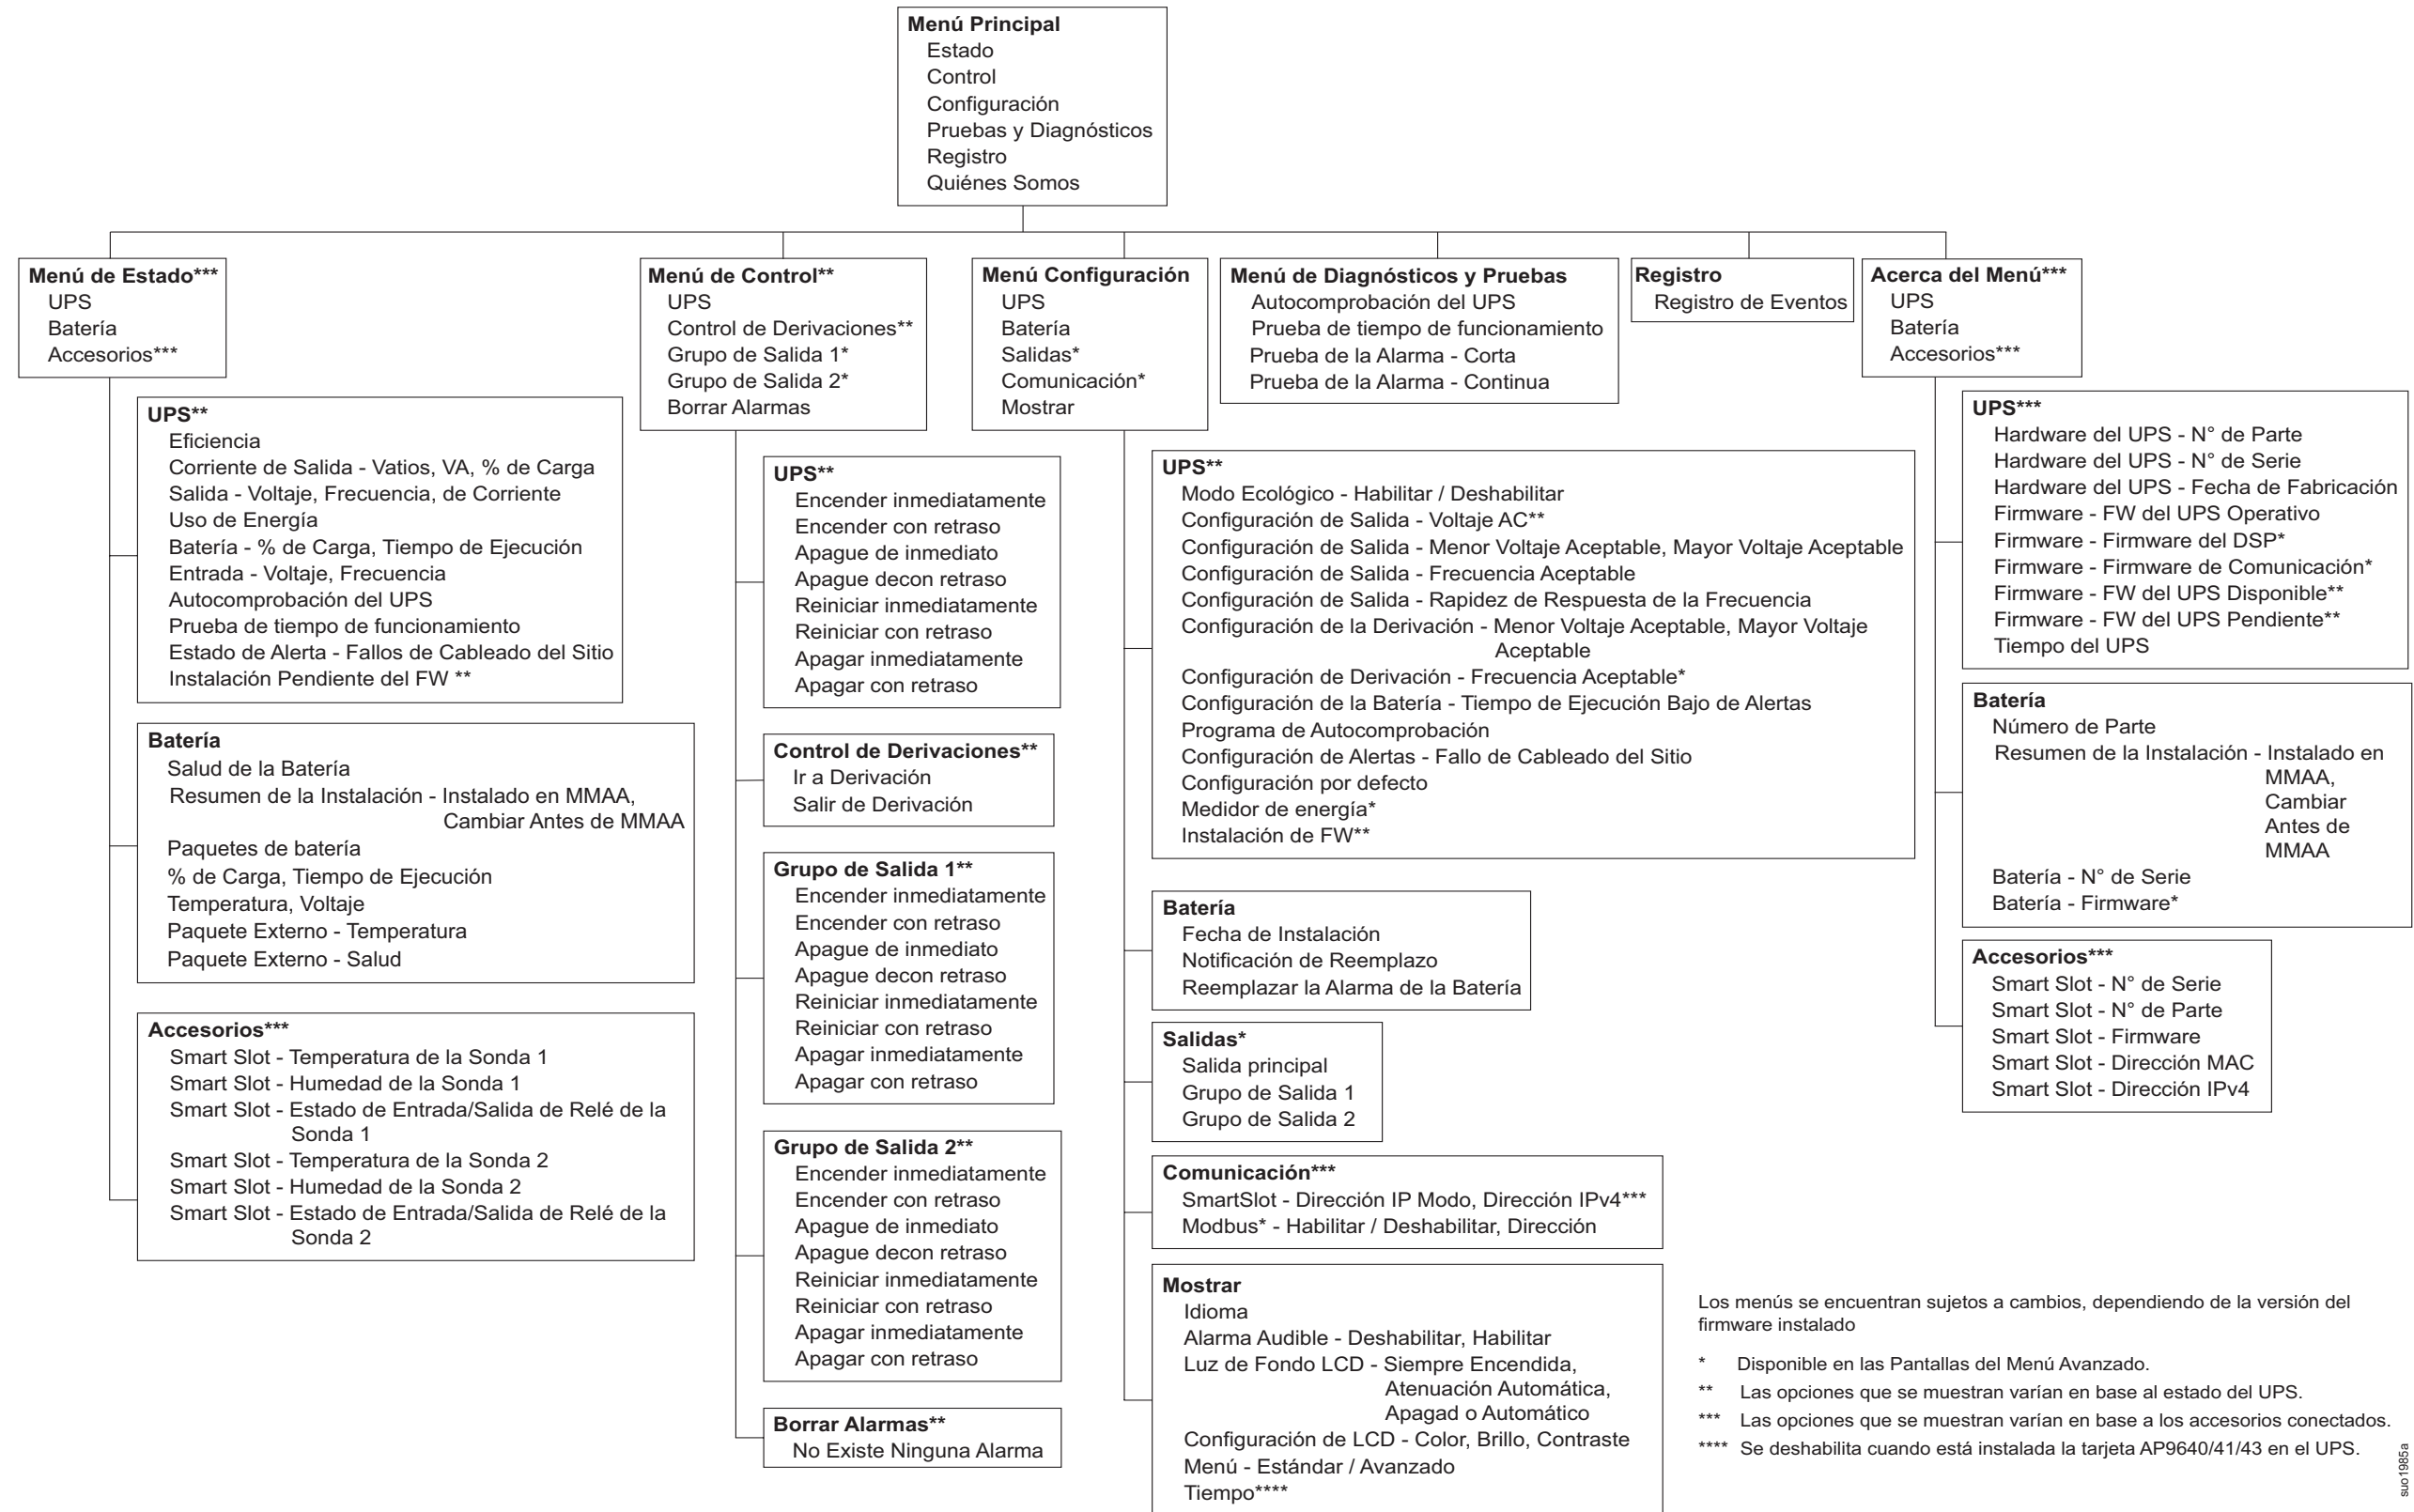 Menú Principal
Estado
Control
Configuración
Pruebas y Diagnósticos
Registro
Quiénes Somos
Menú de Estado***
UPS
Batería
Accesorios***
UPS**
Eficiencia
Corriente de Salida - Vatios, VA, % de Carga
Salida - Voltaje, Frecuencia, de Corriente
Uso de Energía
Batería - % de Carga, Tiempo de Ejecución
Entrada - Voltaje, Frecuencia
Autocomprobación del UPS
Prueba de tiempo de funcionamiento
Estado de Alerta - Fallos de Cableado del Sitio
Instalación Pendiente del FW **
Batería
Salud de la Batería
Resumen de la Instalación - Instalado en MMAA,
Cambiar Antes de MMAA
Paquetes de batería
% de Carga, Tiempo de Ejecución
Temperatura, Voltaje
Paquete Externo - Temperatura
Paquete Externo - Salud
Accesorios***
Smart Slot - Temperatura de la Sonda 1
Smart Slot - Humedad de la Sonda 1
Smart Slot - Estado de Entrada/Salida de Relé de la
Sonda 1
Smart Slot - Temperatura de la Sonda 2
Smart Slot - Humedad de la Sonda 2
Smart Slot - Estado de Entrada/Salida de Relé de la
Sonda 2
Menú de Control**
UPS
Control de Derivaciones**
Grupo de Salida 1*
Grupo de Salida 2*
Borrar Alarmas
UPS**
Encender inmediatamente
Encender con retraso
Apague de inmediato
Apague decon retraso
Reiniciar inmediatamente
Reiniciar con retraso
Apagar inmediatamente
Apagar con retraso
Control de Derivaciones**
Ir a Derivación
Salir de Derivación
Grupo de Salida 1**
Encender inmediatamente
Encender con retraso
Apague de inmediato
Apague decon retraso
Reiniciar inmediatamente
Reiniciar con retraso
Apagar inmediatamente
Apagar con retraso
Grupo de Salida 2**
Encender inmediatamente
Encender con retraso
Apague de inmediato
Apague decon retraso
Reiniciar inmediatamente
Reiniciar con retraso
Apagar inmediatamente
Apagar con retraso
Borrar Alarmas**
No Existe Ninguna Alarma
Menú Configuración
UPS
Batería
Salidas*
Comunicación*
Mostrar
UPS**
Modo Ecológico - Habilitar / Deshabilitar
Configuración de Salida - Voltaje AC**
Configuración de Salida - Menor Voltaje Aceptable, Mayor Voltaje Aceptable
Configuración de Salida - Frecuencia Aceptable
Configuración de Salida - Rapidez de Respuesta de la Frecuencia
Configuración de la Derivación - Menor Voltaje Aceptable, Mayor Voltaje
Aceptable
Configuración de Derivación - Frecuencia Aceptable*
Configuración de la Batería - Tiempo de Ejecución Bajo de Alertas
Programa de Autocomprobación
Configuración de Alertas - Fallo de Cableado del Sitio
Configuración por defecto
Medidor de energía*
Instalación de FW**
Batería
Fecha de Instalación
Notificación de Reemplazo
Reemplazar la Alarma de la Batería
Salidas*
Salida principal
Grupo de Salida 1
Grupo de Salida 2
Comunicación***
SmartSlot - Dirección IP Modo, Dirección IPv4***
Modbus* - Habilitar / Deshabilitar, Dirección
Mostrar
Idioma
Alarma Audible - Deshabilitar, Habilitar
Luz de Fondo LCD - Siempre Encendida,
Atenuación Automática,
Apagad o Automático
Configuración de LCD - Color, Brillo, Contraste
Menú - Estándar / Avanzado
Tiempo****
Menú de Diagnósticos y Pruebas
Autocomprobación del UPS
Prueba de tiempo de funcionamiento
Prueba de la Alarma - Corta
Prueba de la Alarma - Continua
Registro
Registro de Eventos
Acerca del Menú***
UPS
Batería
Accesorios***
UPS***
Hardware del UPS - N° de Parte
Hardware del UPS - N° de Serie
Hardware del UPS - Fecha de Fabricación
Firmware - FW del UPS Operativo
Firmware - Firmware del DSP*
Firmware - Firmware de Comunicación*
Firmware - FW del UPS Disponible**
Firmware - FW del UPS Pendiente**
Tiempo del UPS
Batería
Número de Parte
Resumen de la Instalación - Instalado en
MMAA,
Cambiar
Antes de
MMAA
Batería - N° de Serie
Batería - Firmware*
Accesorios***
Smart Slot - N° de Serie
Smart Slot - N° de Parte
Smart Slot - Firmware
Smart Slot - Dirección MAC
Smart Slot - Dirección IPv4
Los menús se encuentran sujetos a cambios, dependiendo de la versión del
firmware instalado
* Disponible en las Pantallas del Menú Avanzado.
** Las opciones que se muestran varían en base al estado del UPS.
*** Las opciones que se muestran varían en base a los accesorios conectados.
**** Se deshabilita cuando está instalada la tarjeta AP9640/41/43 en el UPS.
suo1985a